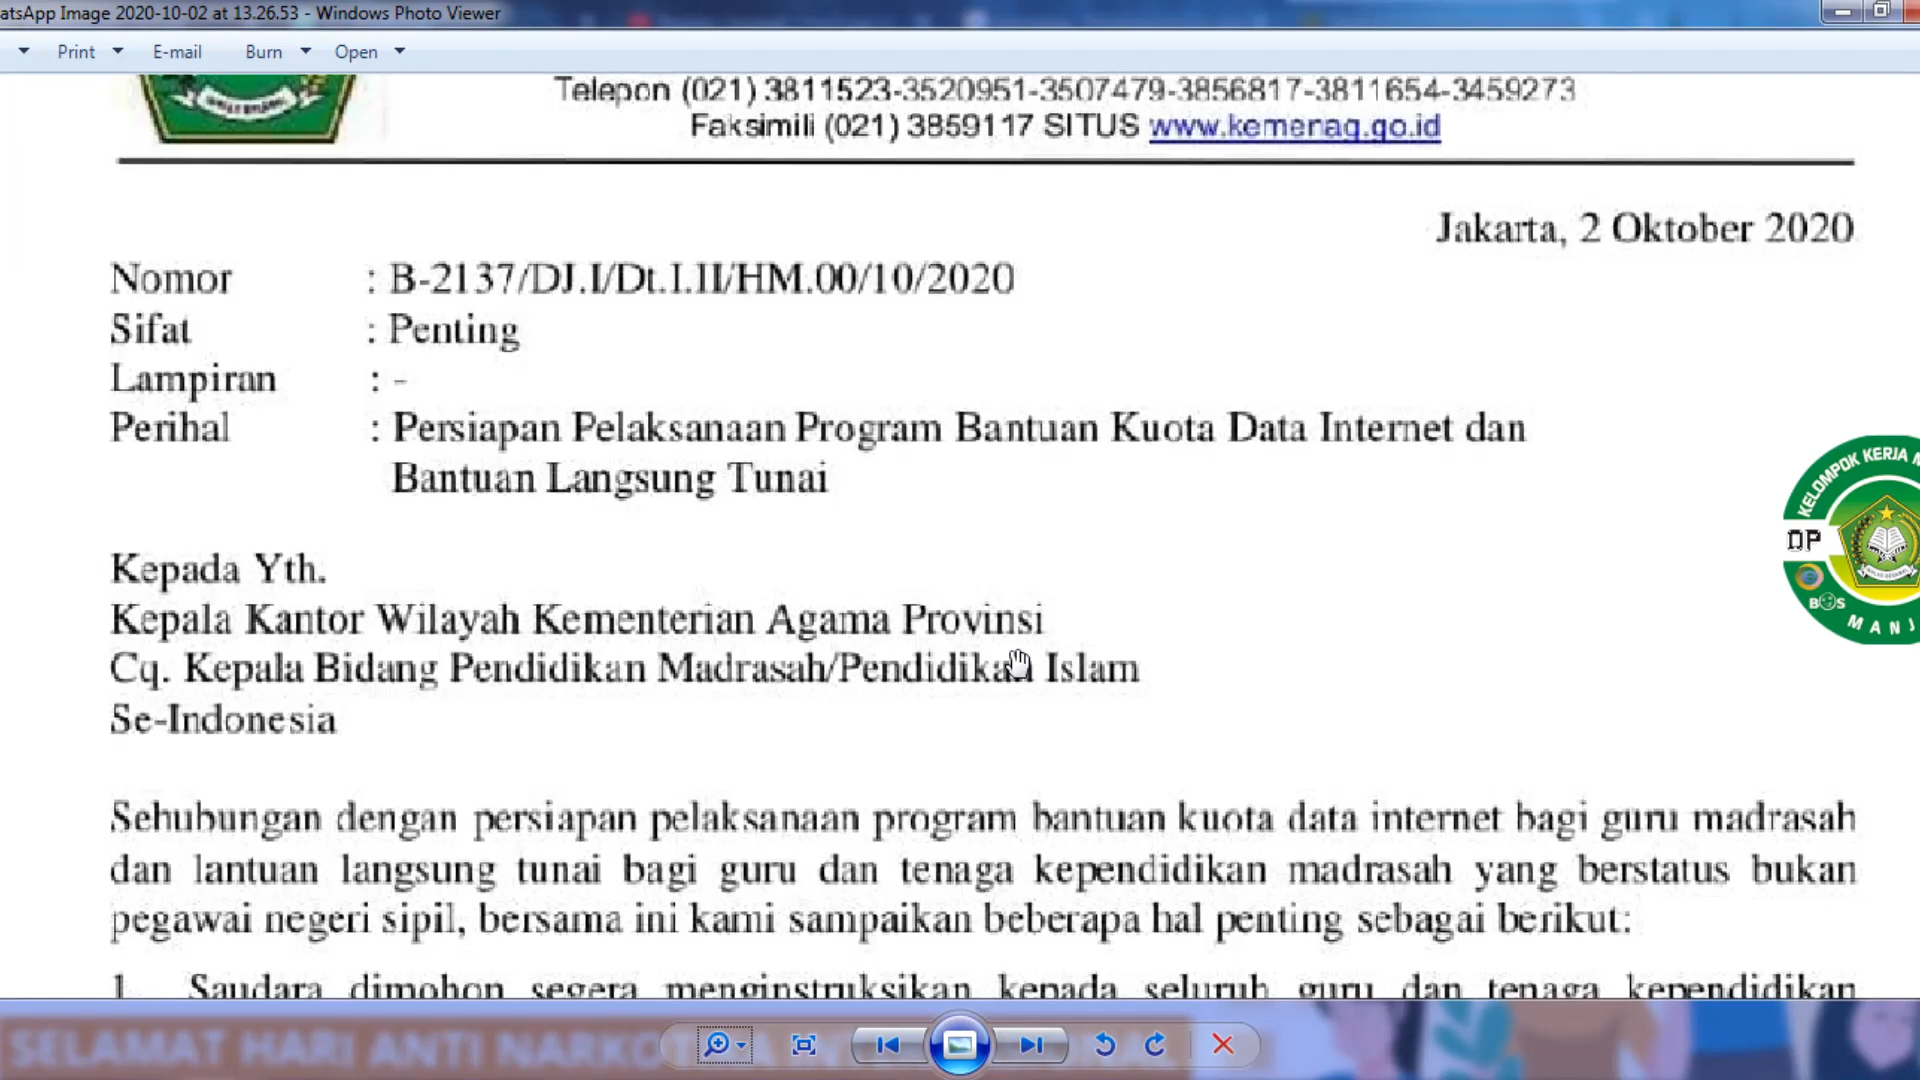 atsApp Image 2020-10-02 at 13.26.53 - Windows Photo Viewer
Print E-mail Burn Open
Telepon (021) 3811523-3520951-3507479-3856817-3811654-3459273
Faksimili (021) 3859117 SITUS www.kemenag.go.id
Jakarta, 2 Oktober 2020
Nomor : B-2137/DJ.I/Dt.I.II/HM.00/10/2020
Sifat : Penting
Lampiran : -
Perihal : Persiapan Pelaksanaan Program Bantuan Kuota Data Internet dan
Bantuan Langsung Tunai
KELOMPOK KERJA M
DP
BOS
MANJ
Kepada Yth.
Kepala Kantor Wilayah Kementerian Agama Provinsi
Cq. Kepala Bidang Pendidikan Madrasah/Pendidikan Islam
Se-Indonesia
Sehubungan dengan persiapan pelaksanaan program bantuan kuota data internet bagi guru madrasah
dan lantuan langsung tunai bagi guru dan tenaga kependidikan madrasah yang berstatus bukan
pegawai negeri sipil, bersama ini kami sampaikan beberapa hal penting sebagai berikut:
1. Saudara dimohon segera menginstruksikan kepada seluruh guru dan tenaga kependidikan
SELAMAT HARI ANTI NARKO